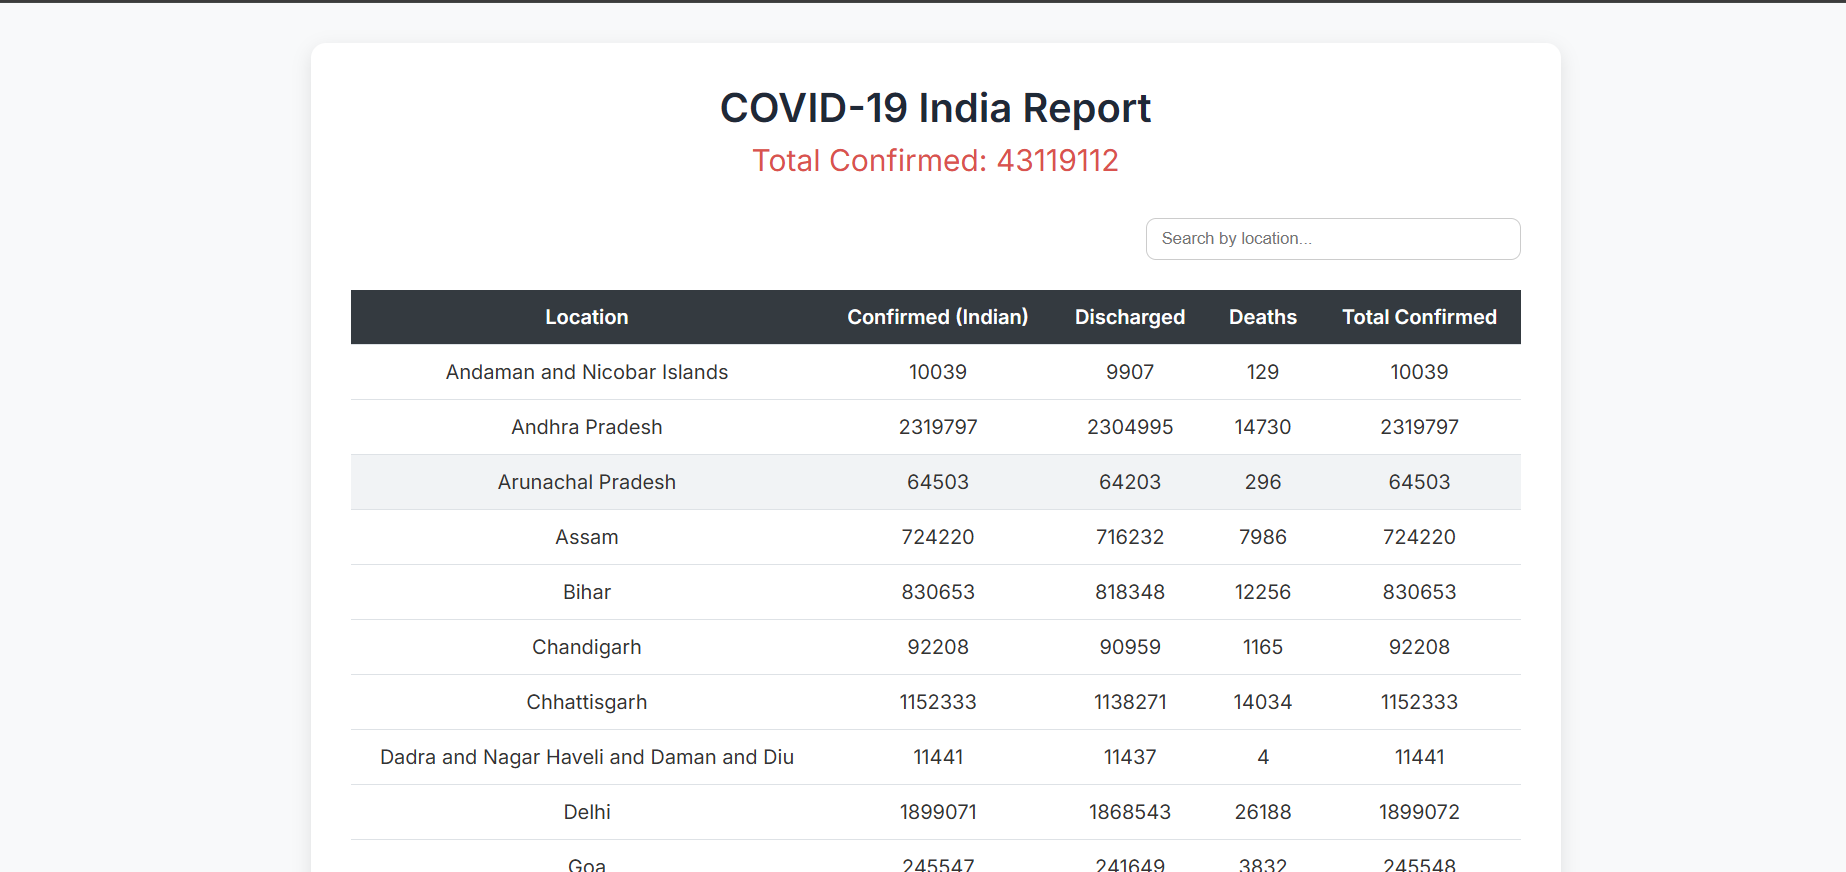 COVID-19 India Report
Total Confirmed: 43119112
Search by location...
Location Confirmed (Indian) Discharged Deaths Total Confirmed
Andaman and Nicobar Islands 10039 9907 129 10039
Andhra Pradesh 2319797 2304995 14730 2319797
Arunachal Pradesh 64503 64203 296 64503
Assam 724220 716232 7986 724220
Bihar 830653 818348 12256 830653
Chandigarh 92208 90959 1165 92208
Chhattisgarh 1152333 1138271 14034 1152333
Dadra and Nagar Haveli and Daman and Diu 11441 11437 4 11441
Delhi 1899071 1868543 26188 1899072
Goa 245547 241649 3832 245548